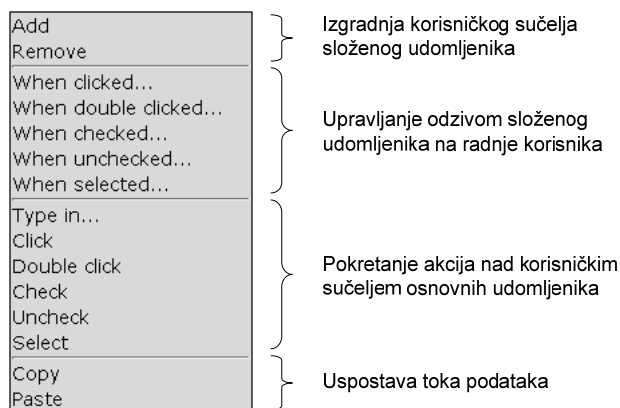 Add
Remove
Izgradnja korisničkog sučelja
složenog udomljenika
When clicked...
When double clicked...
When checked...
When unchecked...
When selected...
Upravljanje odzivom složenog
udomljenika na radnje korisnika
Type in...
Click
Double click
Check
Uncheck
Select
Pokretanje akcija nad korisničkim
sučeljem osnovnih udomljenika
Copy
Paste
Uspostava toka podataka